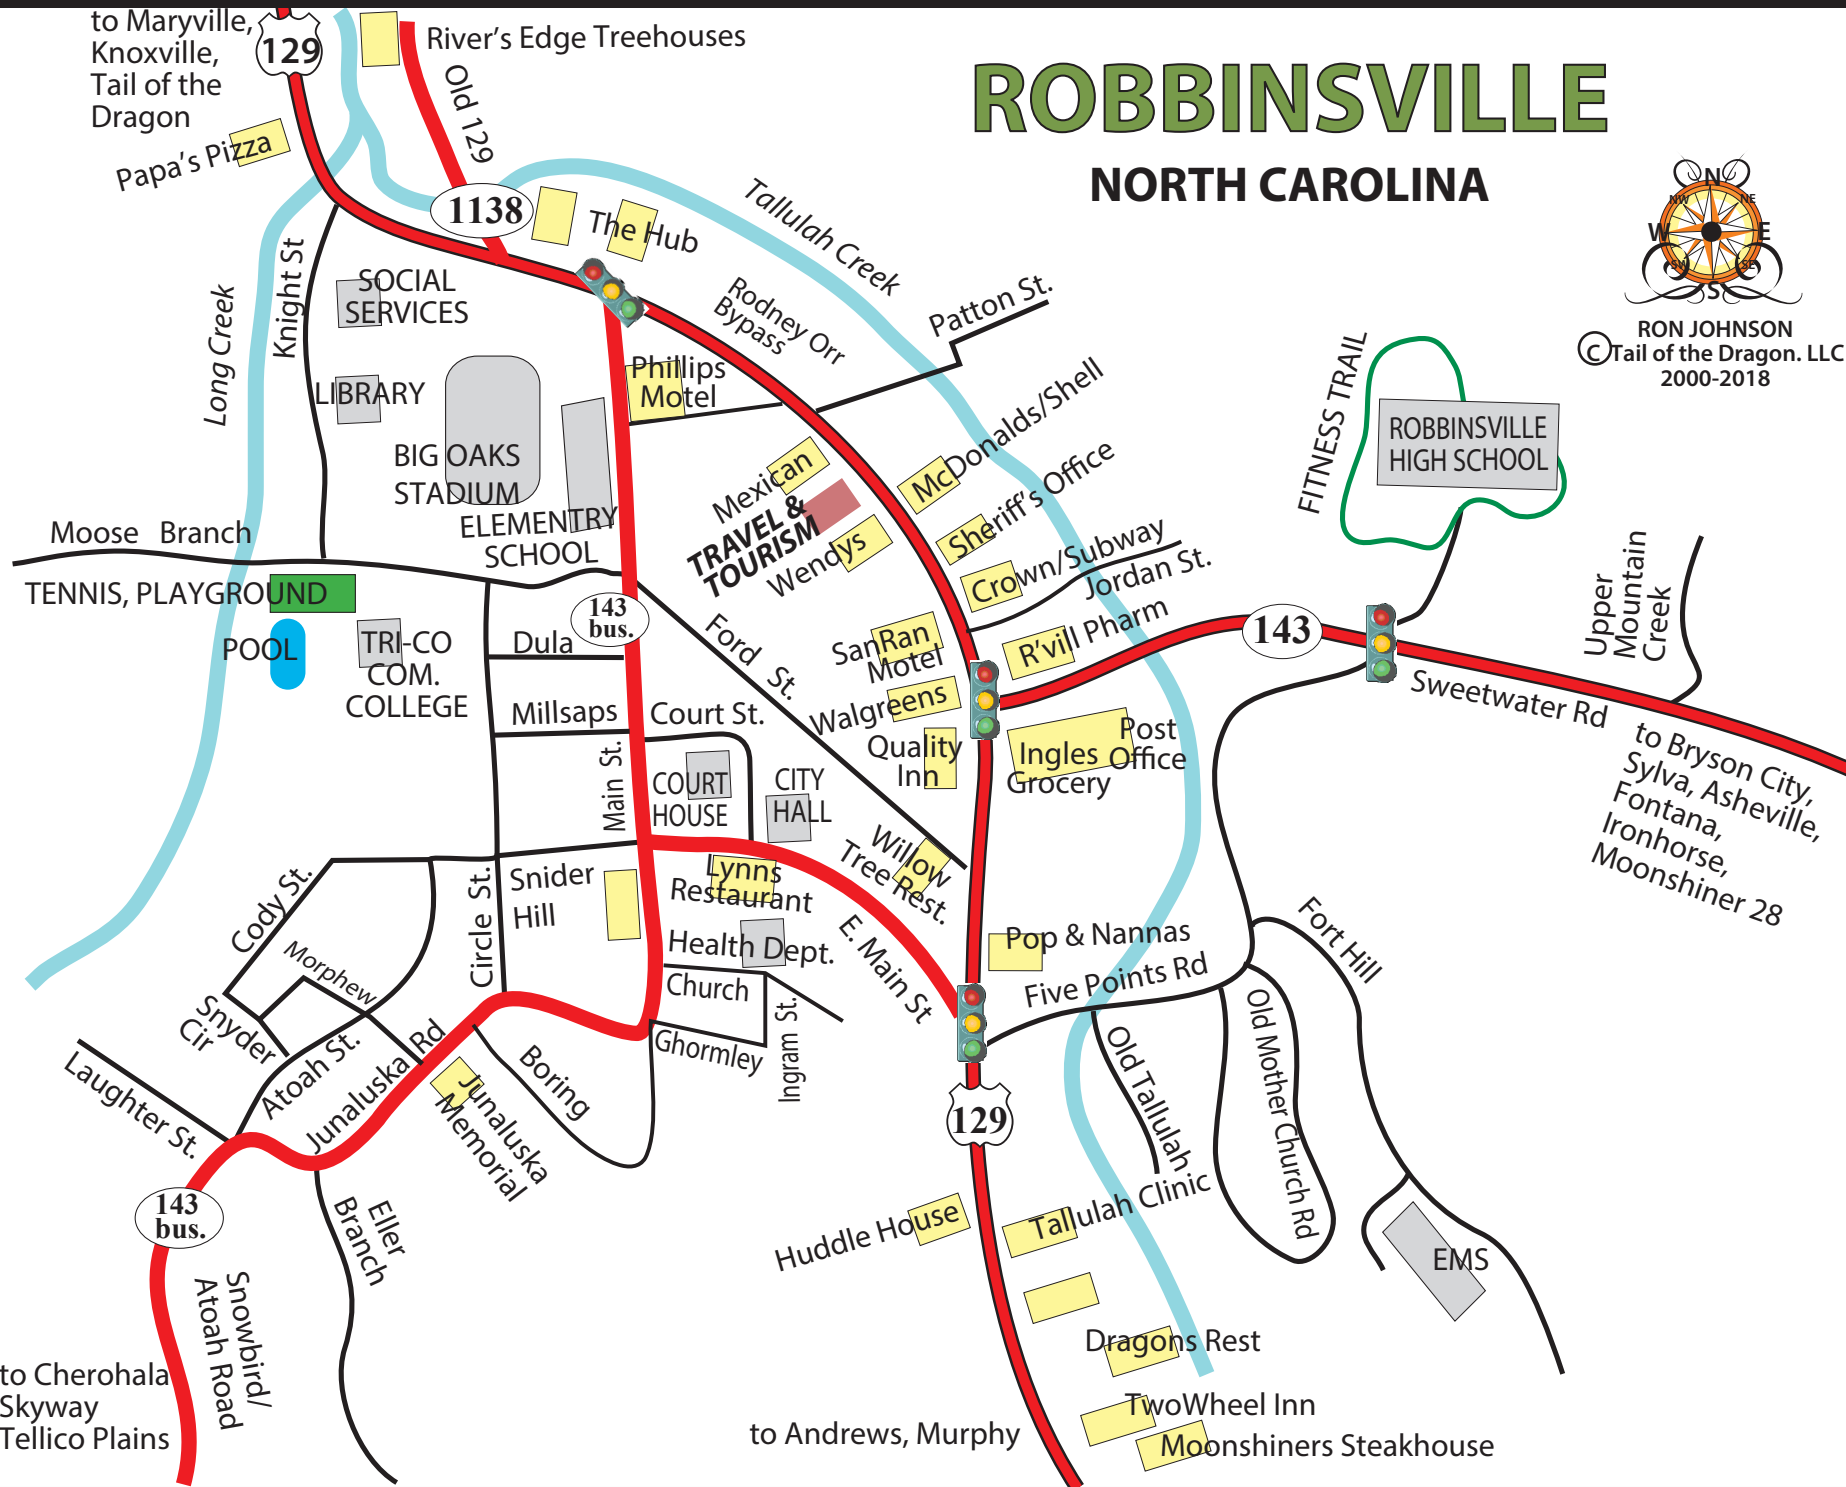 to Maryville,
Knoxville,
Tail of the
Dragon
129
River's Edge Treehouses
Old 129
Papa's Pizza
1138
The Hub
Tallulah Creek
ROBBINSVILLE
NORTH CAROLINA
N
NW
NE
W
E
SW
SE
S
RON JOHNSON
C Tail of the Dragon. LLC
2000-2018
Long Creek
Knight St
SOCIAL
SERVICES
Rodney Orr
Bypass
Patton St.
LIBRARY
Phillips
Motel
BIG OAKS
STADIUM
ELEMENTRY
SCHOOL
Mexican
TRAVEL &
TOURISM
Wendys
McDonalds/Shell
Sheriff's Office
Crown/Subway
Jordan St.
FITNESS TRAIL
ROBBINSVILLE
HIGH SCHOOL
Moose Branch
TENNIS, PLAYGROUND
POOL
TRI-CO
COM.
COLLEGE
143
bus.
Dula
Ford St.
SanRan
Motel
R'vill Pharm
143
Upper
Mountain
Creek
Millsaps
Court St.
Walgreens
Quality
Inn
Ingles
Grocery
Post
Office
Sweetwater Rd
to Bryson City,
Sylva, Asheville,
Fontana,
Ironhorse,
Moonshiner 28
Main St.
COURT
HOUSE
CITY
HALL
Willow
Tree Rest.
Cody St.
Circle St.
Snider
Hill
Lynns
Restaurant
Health Dept.
E. Main St
Pop & Nannas
Five Points Rd
Fort Hill
Morphew
Snyder
Cir
Church
Ghormley
Ingram St.
Laughter St.
Atoah St.
Junaluska Rd
Junaluska
Memorial
Boring
129
Old Tallulah
Old Mother Church Rd
143
bus.
Eller
Branch
Huddle House
Tallulah Clinic
EMS
Snowbird/
Atoah Road
Dragons Rest
to Cherohala
Skyway
Tellico Plains
to Andrews, Murphy
TwoWheel Inn
Moonshiners Steakhouse